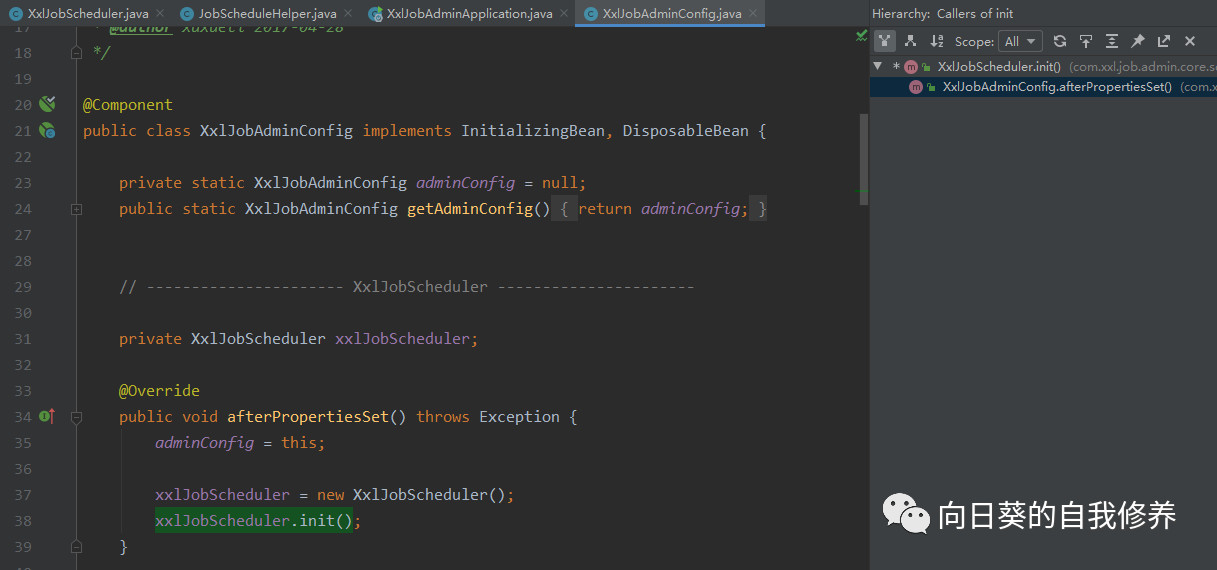 XxlJobScheduler.java × JobScheduleHelper.java × XxlJobAdminApplication.java × XxlJobAdminConfig.java ×
Hierarchy: Callers of init
Scope: All
XxlJobScheduler.init() (com.xxl.job.admin.core.s
XxlJobAdminConfig.afterPropertiesSet() (com.x
17 * @author xuxueli 2017-04-28
18 */
19
20 @Component
21 public class XxlJobAdminConfig implements InitializingBean, DisposableBean {
22
23 private static XxlJobAdminConfig adminConfig = null;
24 public static XxlJobAdminConfig getAdminConfig() { return adminConfig; }
27
28
29 // ---------------------- XxlJobScheduler ----------------------
30
31 private XxlJobScheduler xxlJobScheduler;
32
33 @Override
34 public void afterPropertiesSet() throws Exception {
35 adminConfig = this;
36
37 xxlJobScheduler = new XxlJobScheduler();
38 xxlJobScheduler.init();
39 }
向日葵的自我修养